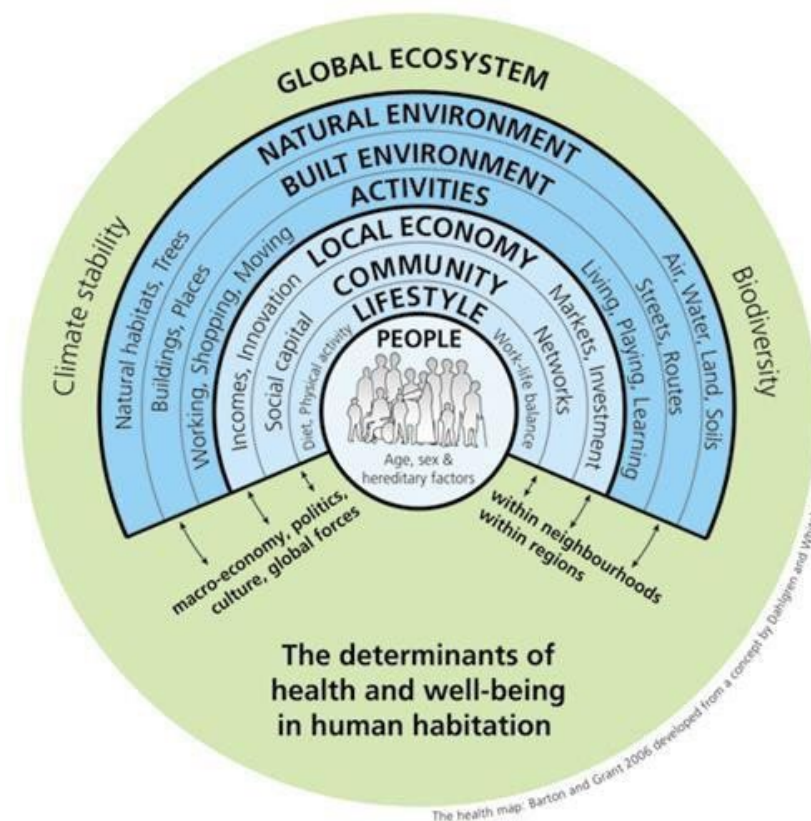 GLOBAL ECOSYSTEM
NATURAL ENVIRONMENT
BUILT ENVIRONMENT
ACTIVITIES
LOCAL ECONOMY
COMMUNITY
LIFESTYLE
PEOPLE
Age, sex &
hereditary factors
Climate stability
Natural habitats, Trees
Buildings, Places
Working, Shopping, Moving
Incomes, Innovation
Social capital
Diet, Physical activity
Work-life balance
Networks
Markets, Investment
Living, Playing, Learning
Streets, Routes
Air, Water, Land, Soils
Biodiversity
macro-economy, politics,
culture, global forces
within neighbourhoods
within regions
The determinants of
health and well-being
in human habitation
The health map: Barton and Grant 2006 developed from a concept by Dahlgren and